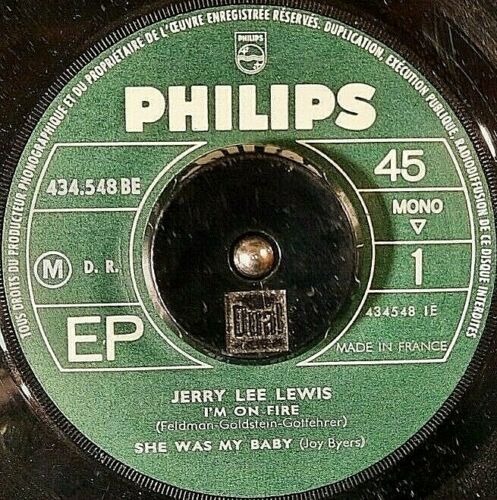 TOUS DROITS DU PRODUCTEUR PHONOGRAPHIQUE ET DU PROPRIÉTAIRE DE L'ŒUVRE ENREGISTRÉE RÉSERVÉS. DUPLICATION, EXÉCUTION PUBLIQUE, RADIODIFFUSION DE CE DISQUE INTERDITES
PHILIPS
PHILIPS
434.548 BE
45
MONO
M D. R.
1
434548 1E
EP
MADE IN FRANCE
Dual
JERRY LEE LEWIS
I'M ON FIRE
(Feldman-Goldstein-Gottehrer)
SHE WAS MY BABY (Joy Byers)